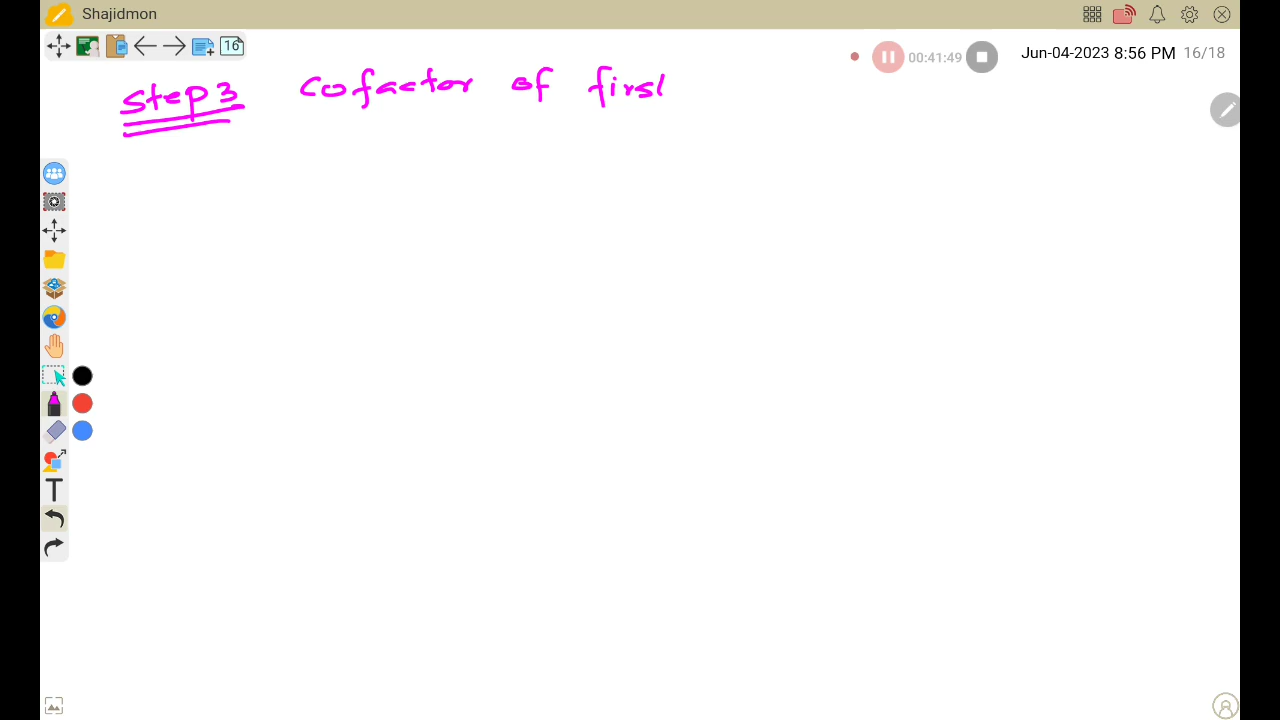 Shajidmon
16
00:41:49
Jun-04-2023 8:56 PM 16/18
Step 3 Cofactor of first
T